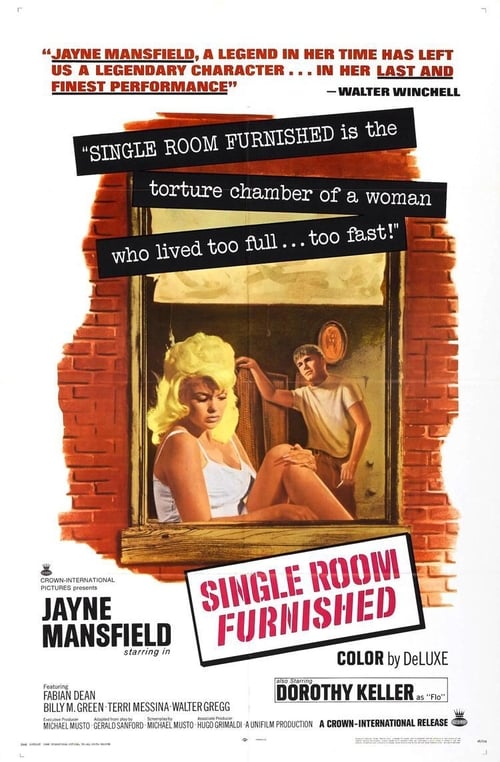 “JAYNE MANSFIELD, A LEGEND IN HER TIME HAS LEFT
US A LEGENDARY CHARACTER . . . IN HER LAST AND
FINEST PERFORMANCE”
—WALTER WINCHELL
"SINGLE ROOM FURNISHED is the
torture chamber of a woman
who lived too full...too fast!"
CROWN-INTERNATIONAL
PICTURES presents
JAYNE
MANSFIELD
starring in
SINGLE ROOM
FURNISHED
COLOR by DeLUXE
Featuring
FABIAN DEAN
BILLY M. GREEN · TERRI MESSINA · WALTER GREGG
also Starring
DOROTHY KELLER as "Flo"
Executive Producer
MICHAEL MUSTO
Adapted from play by
GERALD SANFORD
Screenplay by
MICHAEL MUSTO
Associate Producer
HUGO GRIMALDI
A UNIFILM PRODUCTION
A CROWN-INTERNATIONAL RELEASE